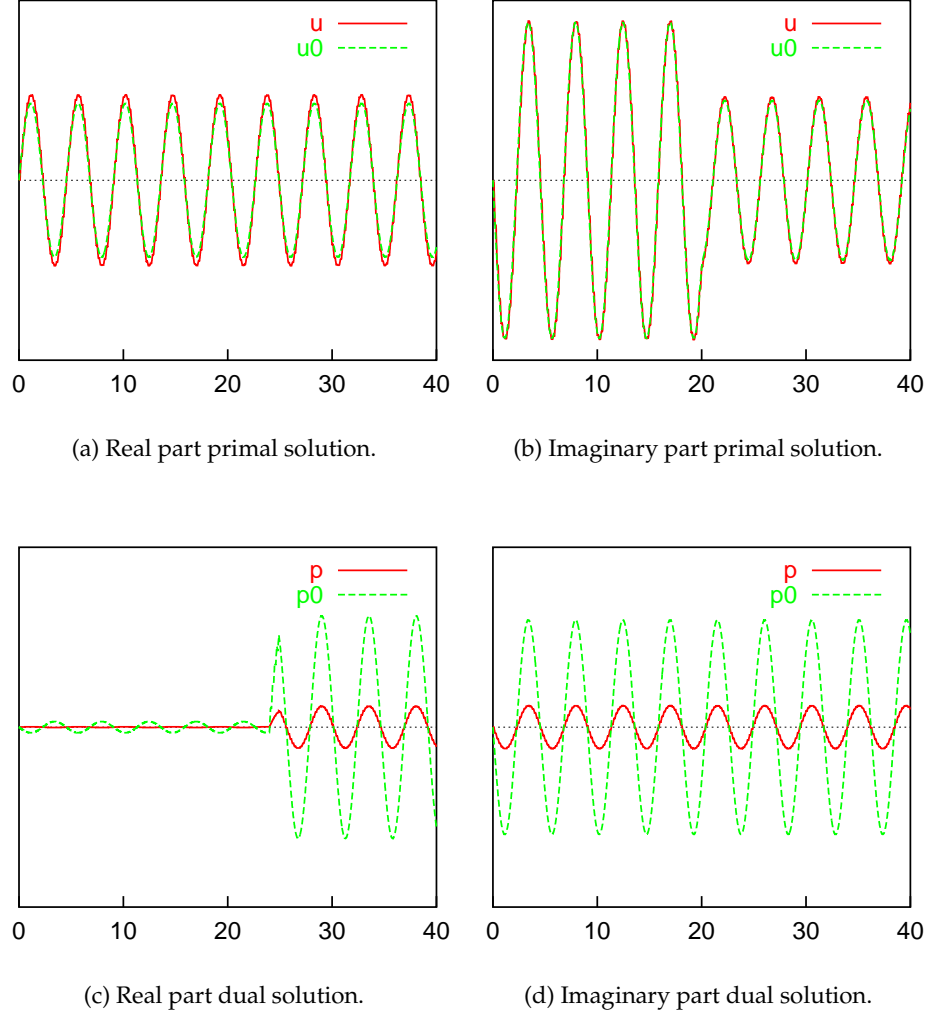 u
u0
0 10 20 30 40
(a) Real part primal solution.
u
u0
0 10 20 30 40
(b) Imaginary part primal solution.
p
p0
0 10 20 30 40
(c) Real part dual solution.
p
p0
0 10 20 30 40
(d) Imaginary part dual solution.